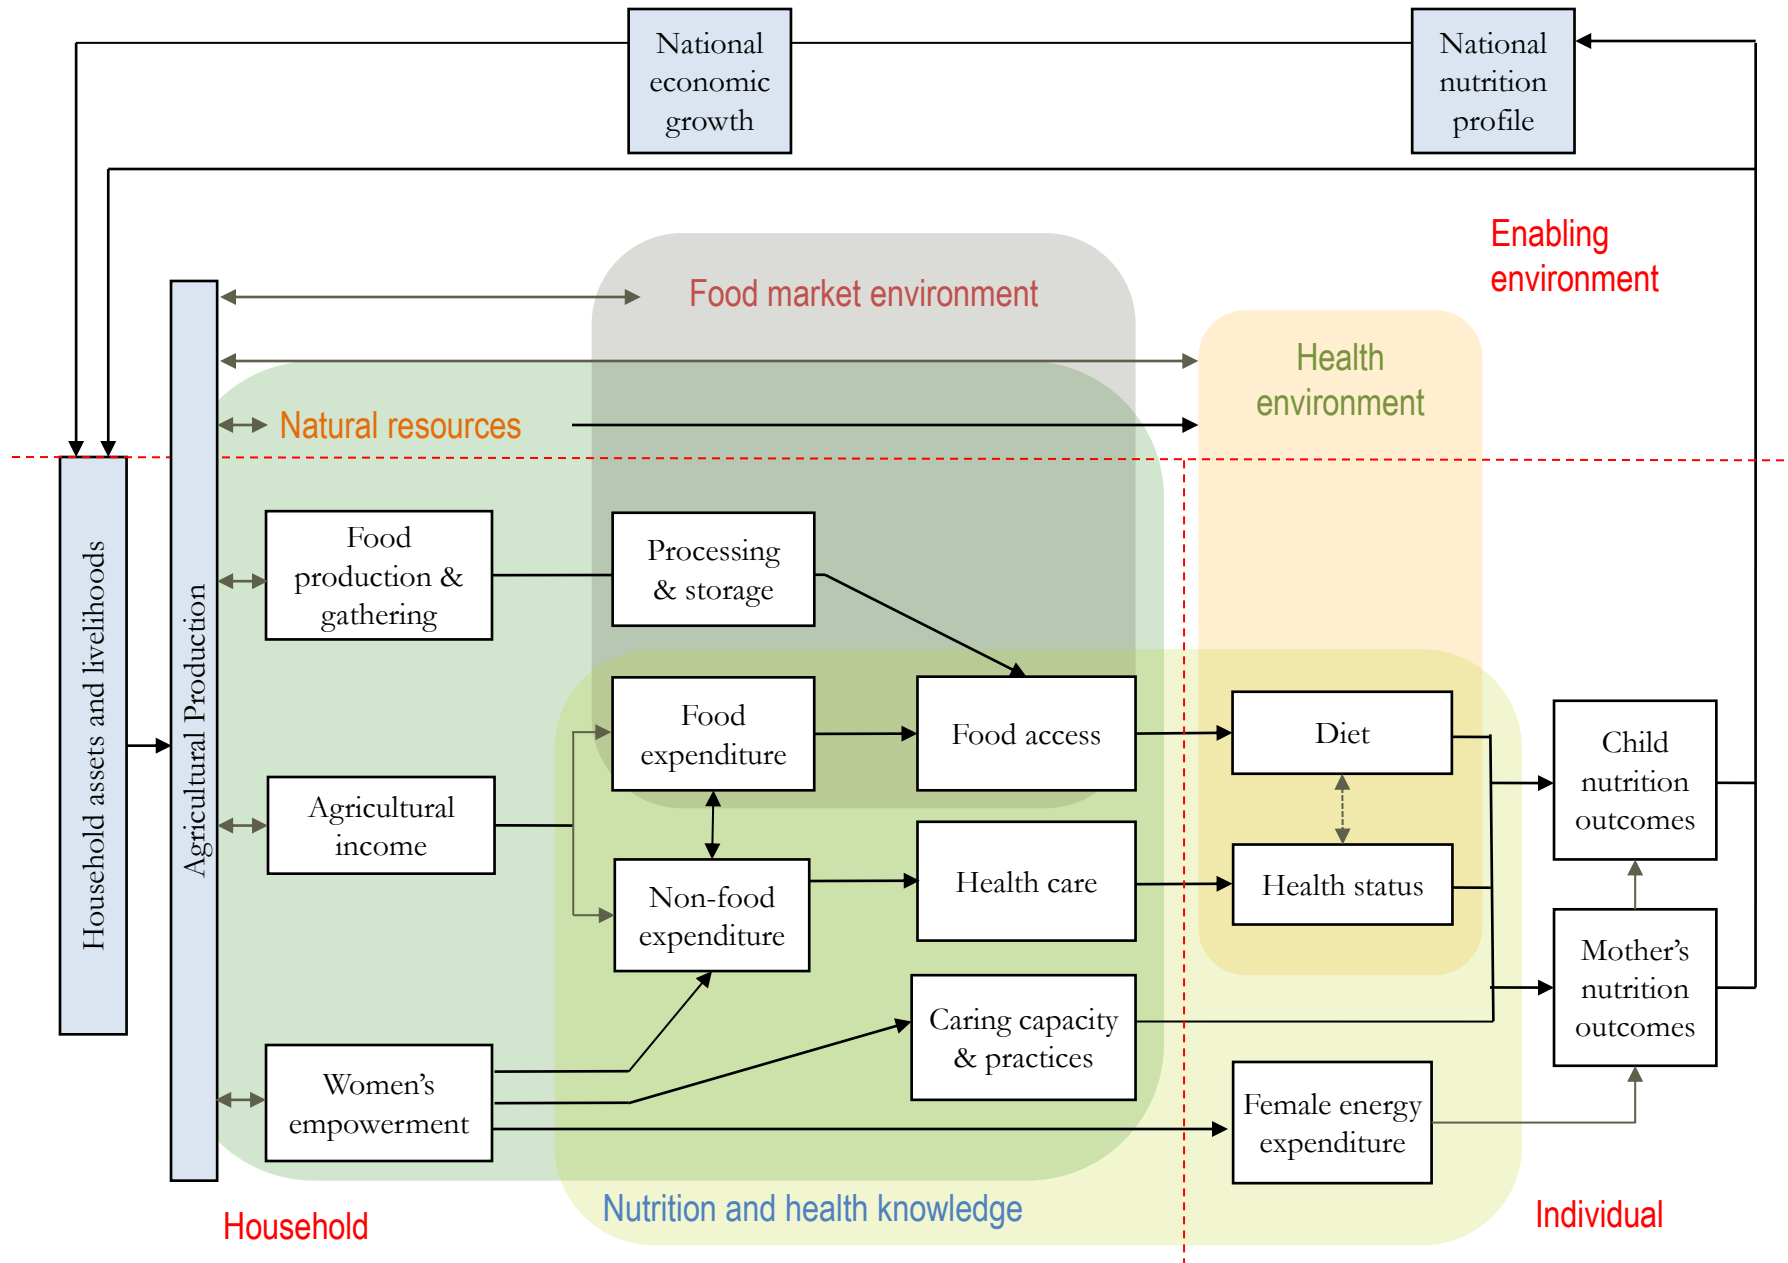 National
economic
growth
National
nutrition
profile
Enabling
environment
Food market environment
Health
environment
Natural resources
Household assets and livelihoods
Agricultural Production
Food
production &
gathering
Processing
& storage
Food
expenditure
Food access
Diet
Child
nutrition
outcomes
Agricultural
income
Non-food
expenditure
Health care
Health status
Mother’s
nutrition
outcomes
Caring capacity
& practices
Women’s
empowerment
Female energy
expenditure
Household
Nutrition and health knowledge
Individual